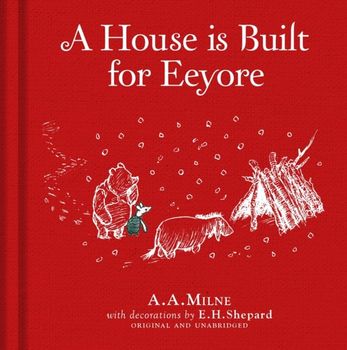 A House is Built
for Eeyore
A.A.MILNE
with decorations by E.H.Shepard
ORIGINAL AND UNABRIDGED